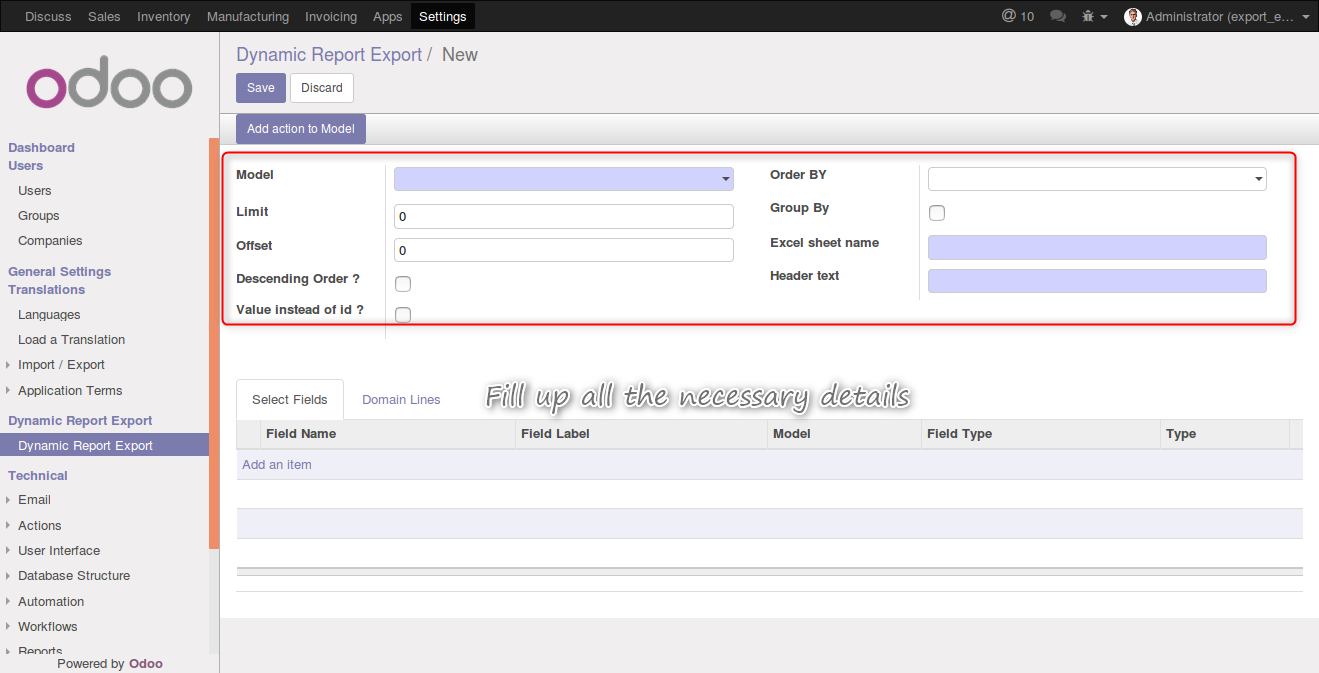 Discuss Sales Inventory Manufacturing Invoicing Apps Settings @ 10 Administrator (export_e...
odoo
Dynamic Report Export / New
Save Discard
Add action to Model
Dashboard
Users
Users
Groups
Companies
General Settings
Translations
Languages
Load a Translation
Import / Export
Application Terms
Dynamic Report Export
Dynamic Report Export
Technical
Email
Actions
User Interface
Database Structure
Automation
Workflows
Reports
Powered by Odoo
Model
Limit 0
Offset 0
Descending Order ?
Value instead of id ?
Order BY
Group By
Excel sheet name
Header text
Select Fields Domain Lines
Fill up all the necessary details
Field Name Field Label Model Field Type Type
Add an item